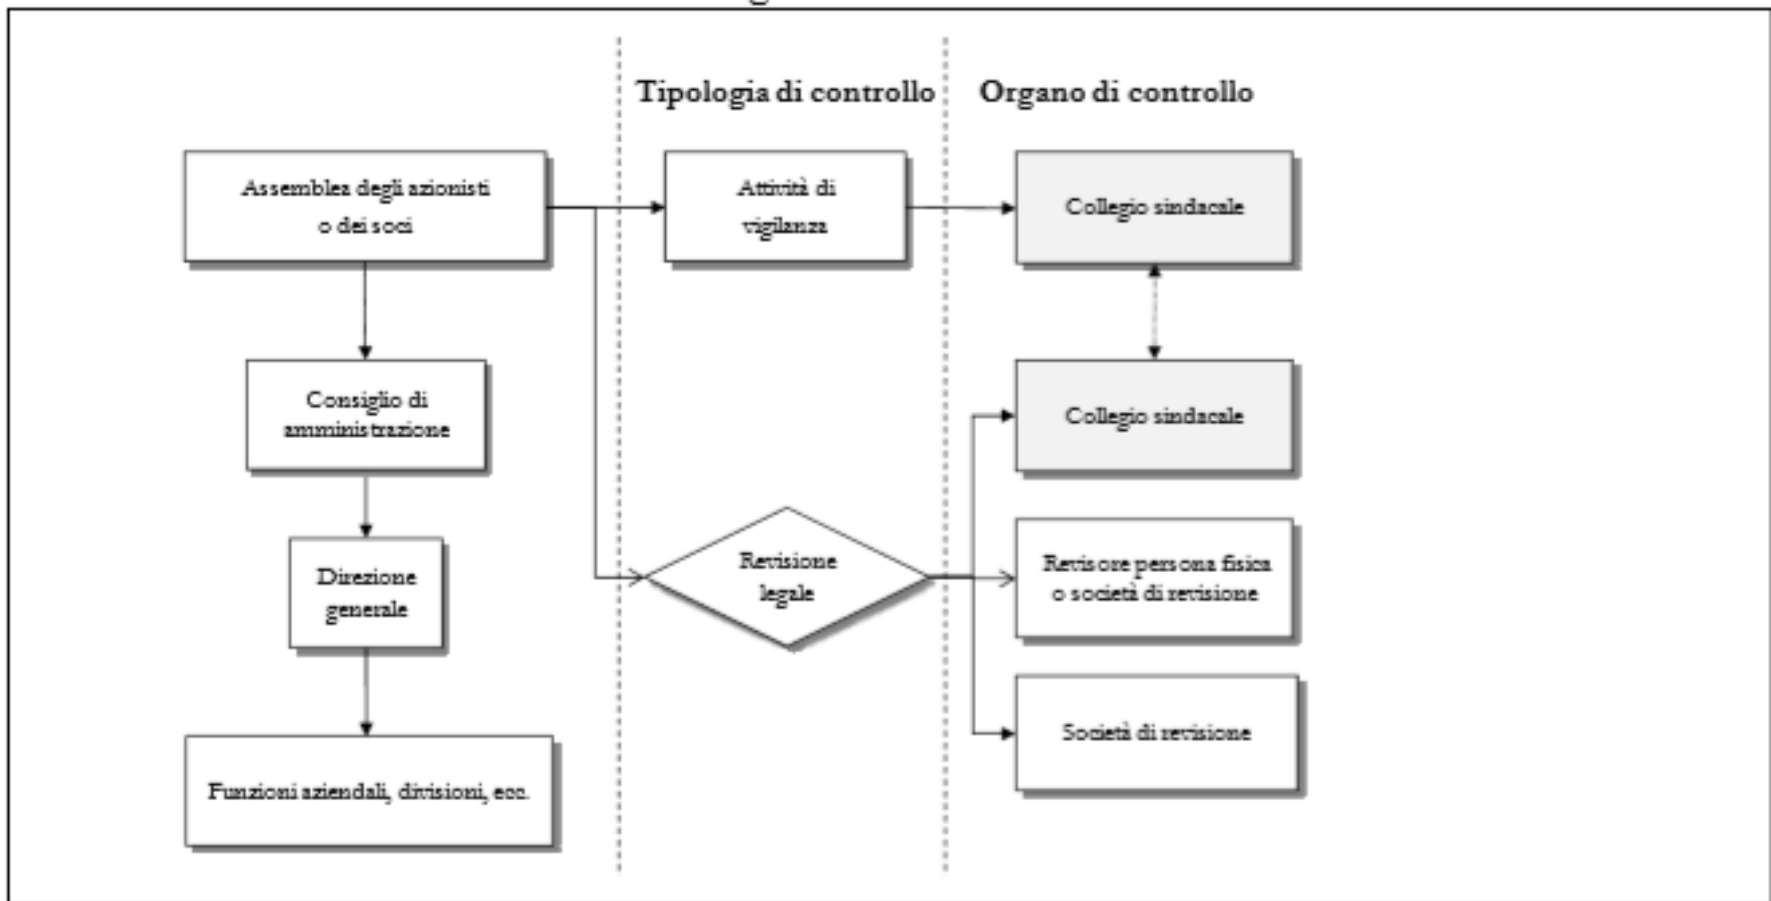 Tipologia di controllo
Organo di controllo
Assemblea degli azionisti
o dei soci
Attività di
vigilanza
Collegio sindacale
Consiglio di
amministrazione
Collegio sindacale
Direzione
generale
Revisione
legale
Revisore persona fisica
o società di revisione
Società di revisione
Funzioni aziendali, divisioni, ecc.